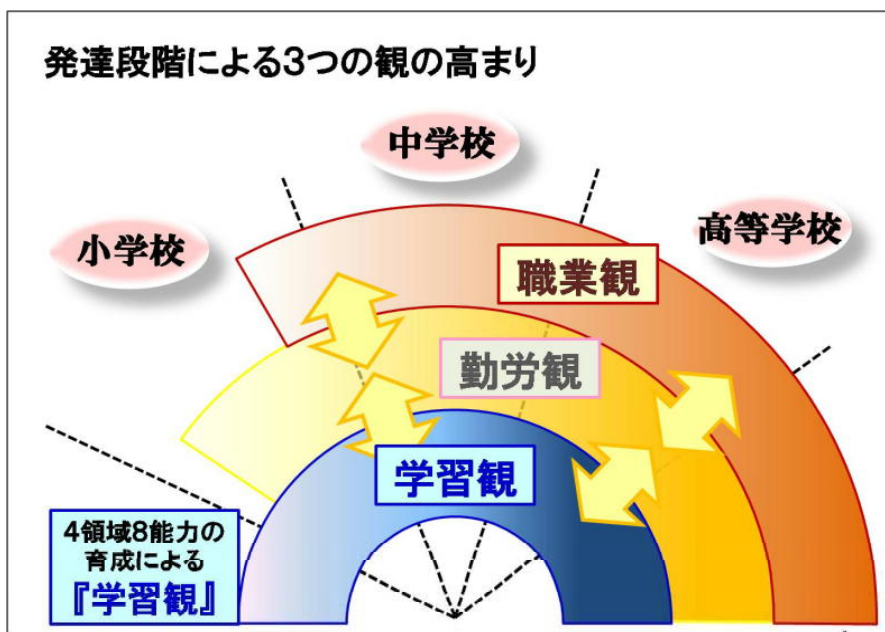 発達段階による3つの観の高まり
中学校
小学校
高等学校
職業観
勤労観
学習観
4領域8能力の
育成による
『学習観』